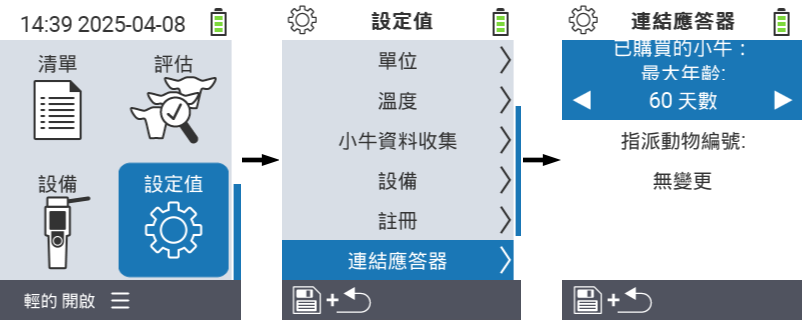 14:39 2025-04-08
清單 評估
設備 設定值
輕的 開啟
設定值
單位
溫度
小牛資料收集
設備
註冊
連結應答器
+
連結應答器
已購買的小牛：
最大年齡:
60 天數
指派動物編號:
無變更
+